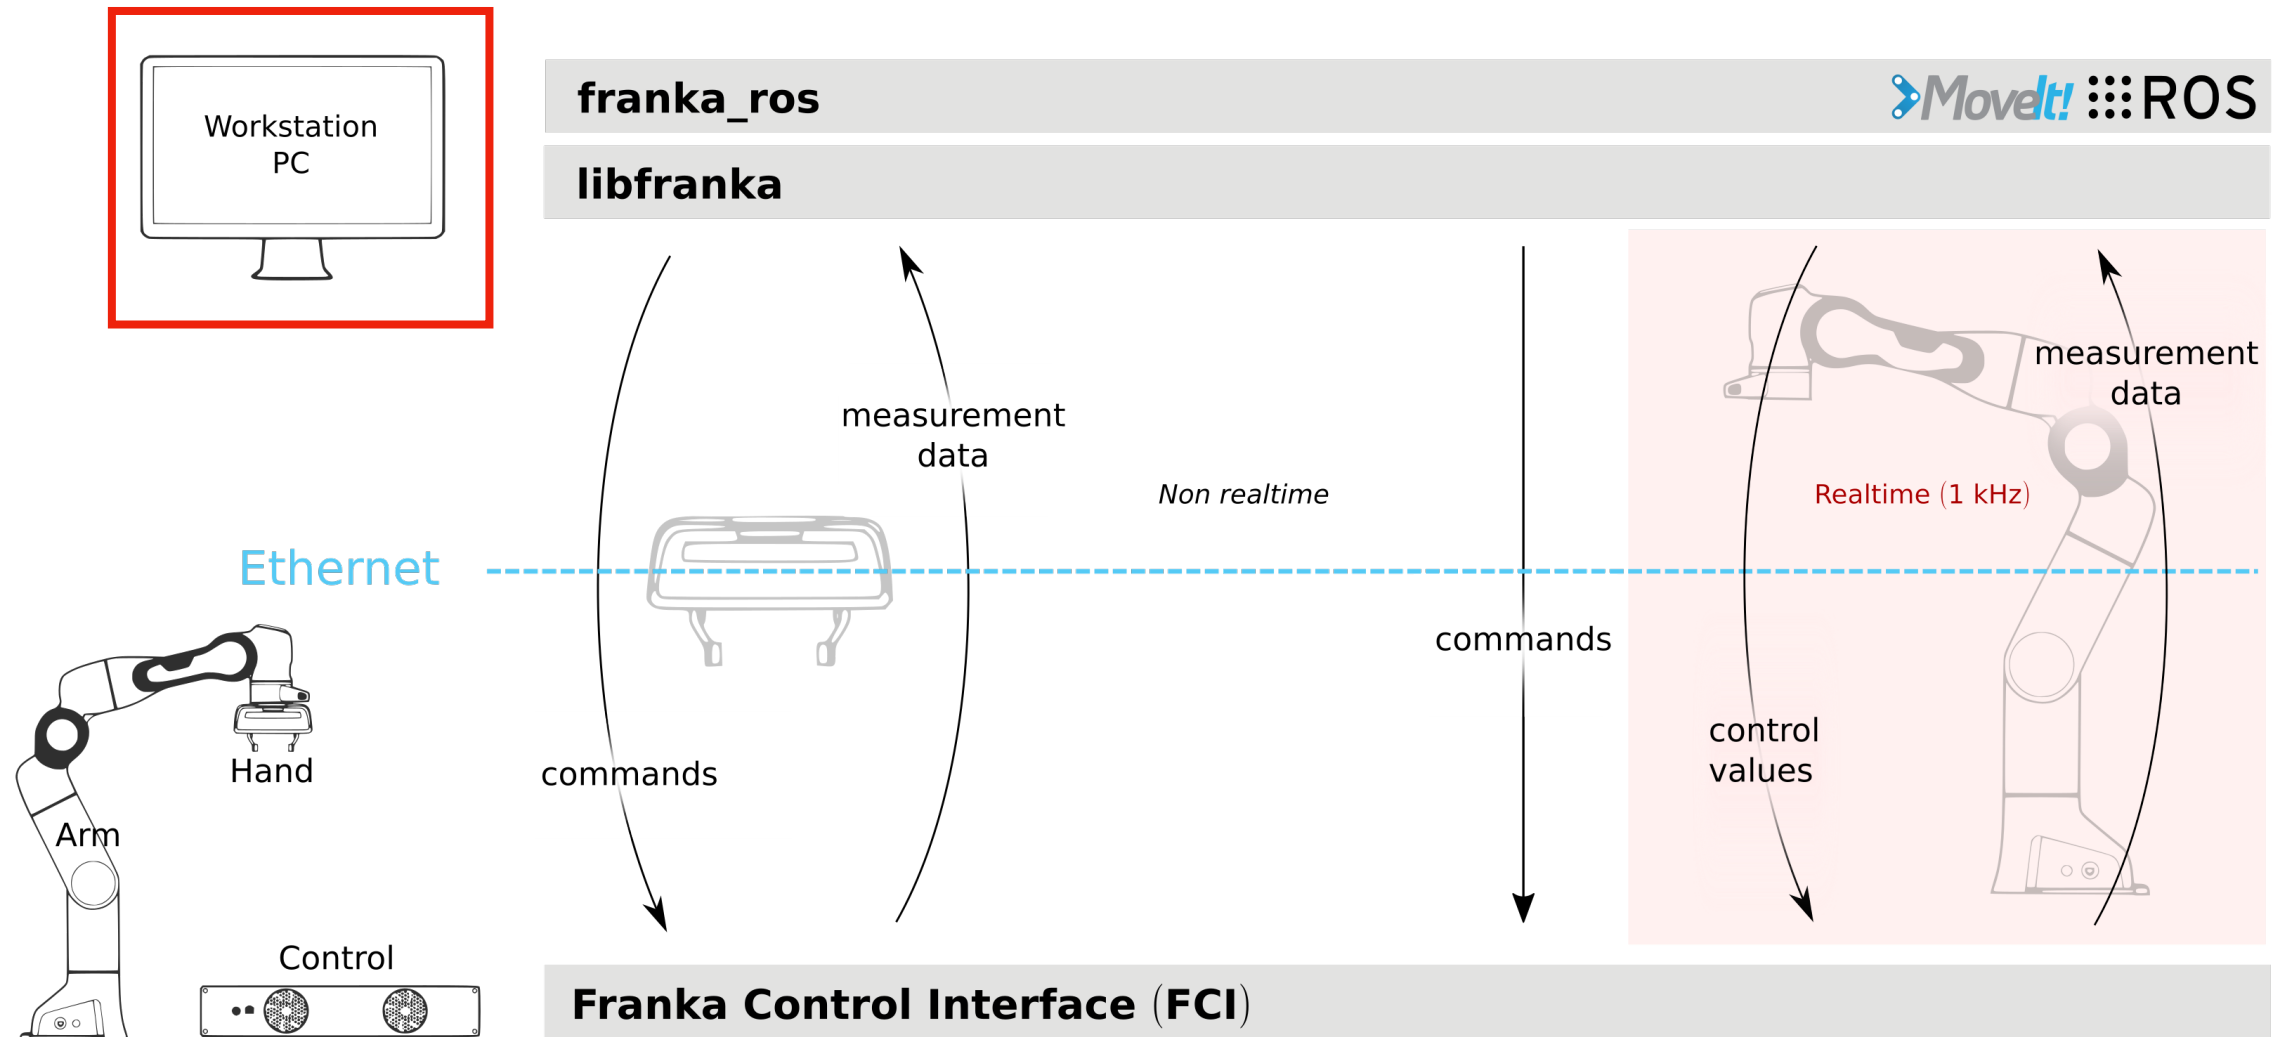 Workstation
PC
franka_ros
MoveIt!
ROS
libfranka
measurement
data
measurement
data
Non realtime
Realtime (1 kHz)
Ethernet
commands
control
values
commands
Hand
Arm
Control
Franka Control Interface (FCI)